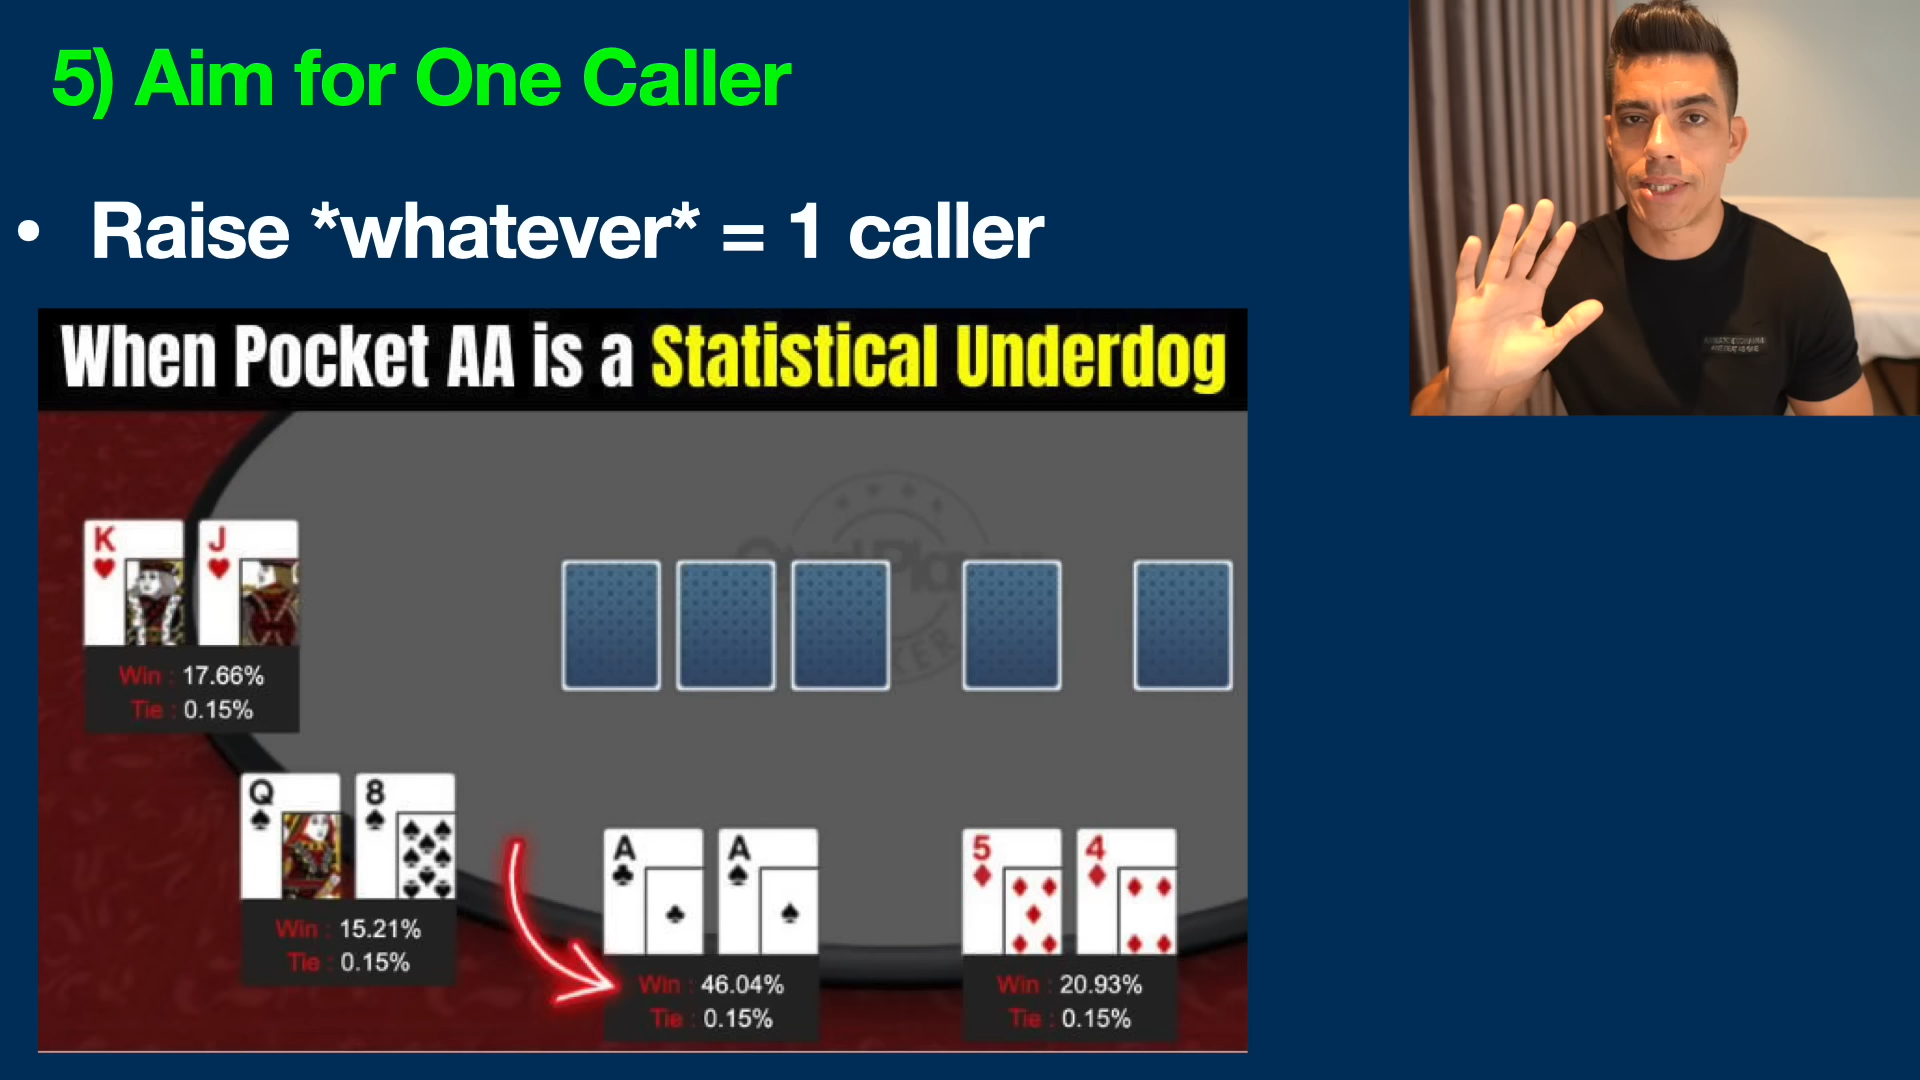 5) Aim for One Caller
• Raise *whatever* = 1 caller
When Pocket AA is a Statistical Underdog
K J
Win : 17.66%
Tie : 0.15%
Q 8
Win : 15.21%
Tie : 0.15%
A A
Win : 46.04%
Tie : 0.15%
5 4
Win : 20.93%
Tie : 0.15%